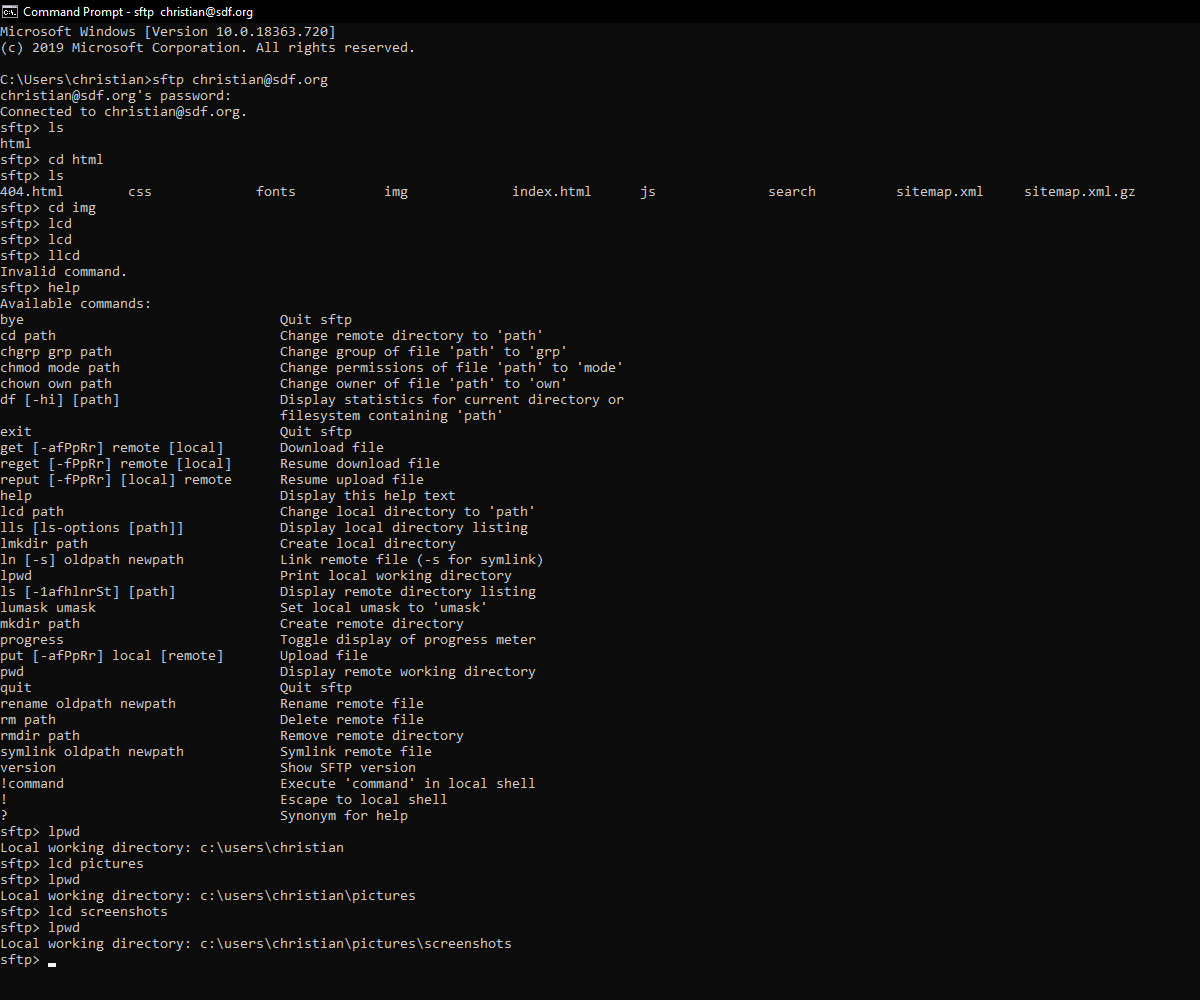 Command Prompt - sftp  christian@sdf.org
Microsoft Windows [Version 10.0.18363.720]
(c) 2019 Microsoft Corporation. All rights reserved.
C:\Users\christian>sftp christian@sdf.org
christian@sdf.org's password:
Connected to christian@sdf.org.
sftp> ls
html
sftp> cd html
sftp> ls
404.html        css             fonts           img             index.html      js              search          sitemap.xml     sitemap.xml.gz
sftp> cd img
sftp> lcd
sftp> lcd
sftp> llcd
Invalid command.
sftp> help
Available commands:
bye                                Quit sftp
cd path                            Change remote directory to 'path'
chgrp grp path                     Change group of file 'path' to 'grp'
chmod mode path                    Change permissions of file 'path' to 'mode'
chown own path                     Change owner of file 'path' to 'own'
df [-hi] [path]                    Display statistics for current directory or
                                   filesystem containing 'path'
exit                               Quit sftp
get [-afPpRr] remote [local]       Download file
reget [-fPpRr] remote [local]      Resume download file
reput [-fPpRr] [local] remote      Resume upload file
help                               Display this help text
lcd path                           Change local directory to 'path'
lls [ls-options [path]]            Display local directory listing
lmkdir path                        Create local directory
ln [-s] oldpath newpath            Link remote file (-s for symlink)
lpwd                               Print local working directory
ls [-1afhlnrSt] [path]             Display remote directory listing
lumask umask                       Set local umask to 'umask'
mkdir path                         Create remote directory
progress                           Toggle display of progress meter
put [-afPpRr] local [remote]       Upload file
pwd                                Display remote working directory
quit                               Quit sftp
rename oldpath newpath             Rename remote file
rm path                            Delete remote file
rmdir path                         Remove remote directory
symlink oldpath newpath            Symlink remote file
version                            Show SFTP version
!command                           Execute 'command' in local shell
!                                  Escape to local shell
?                                  Synonym for help
sftp> lpwd
Local working directory: c:\users\christian
sftp> lcd pictures
sftp> lpwd
Local working directory: c:\users\christian\pictures
sftp> lcd screenshots
sftp> lpwd
Local working directory: c:\users\christian\pictures\screenshots
sftp>